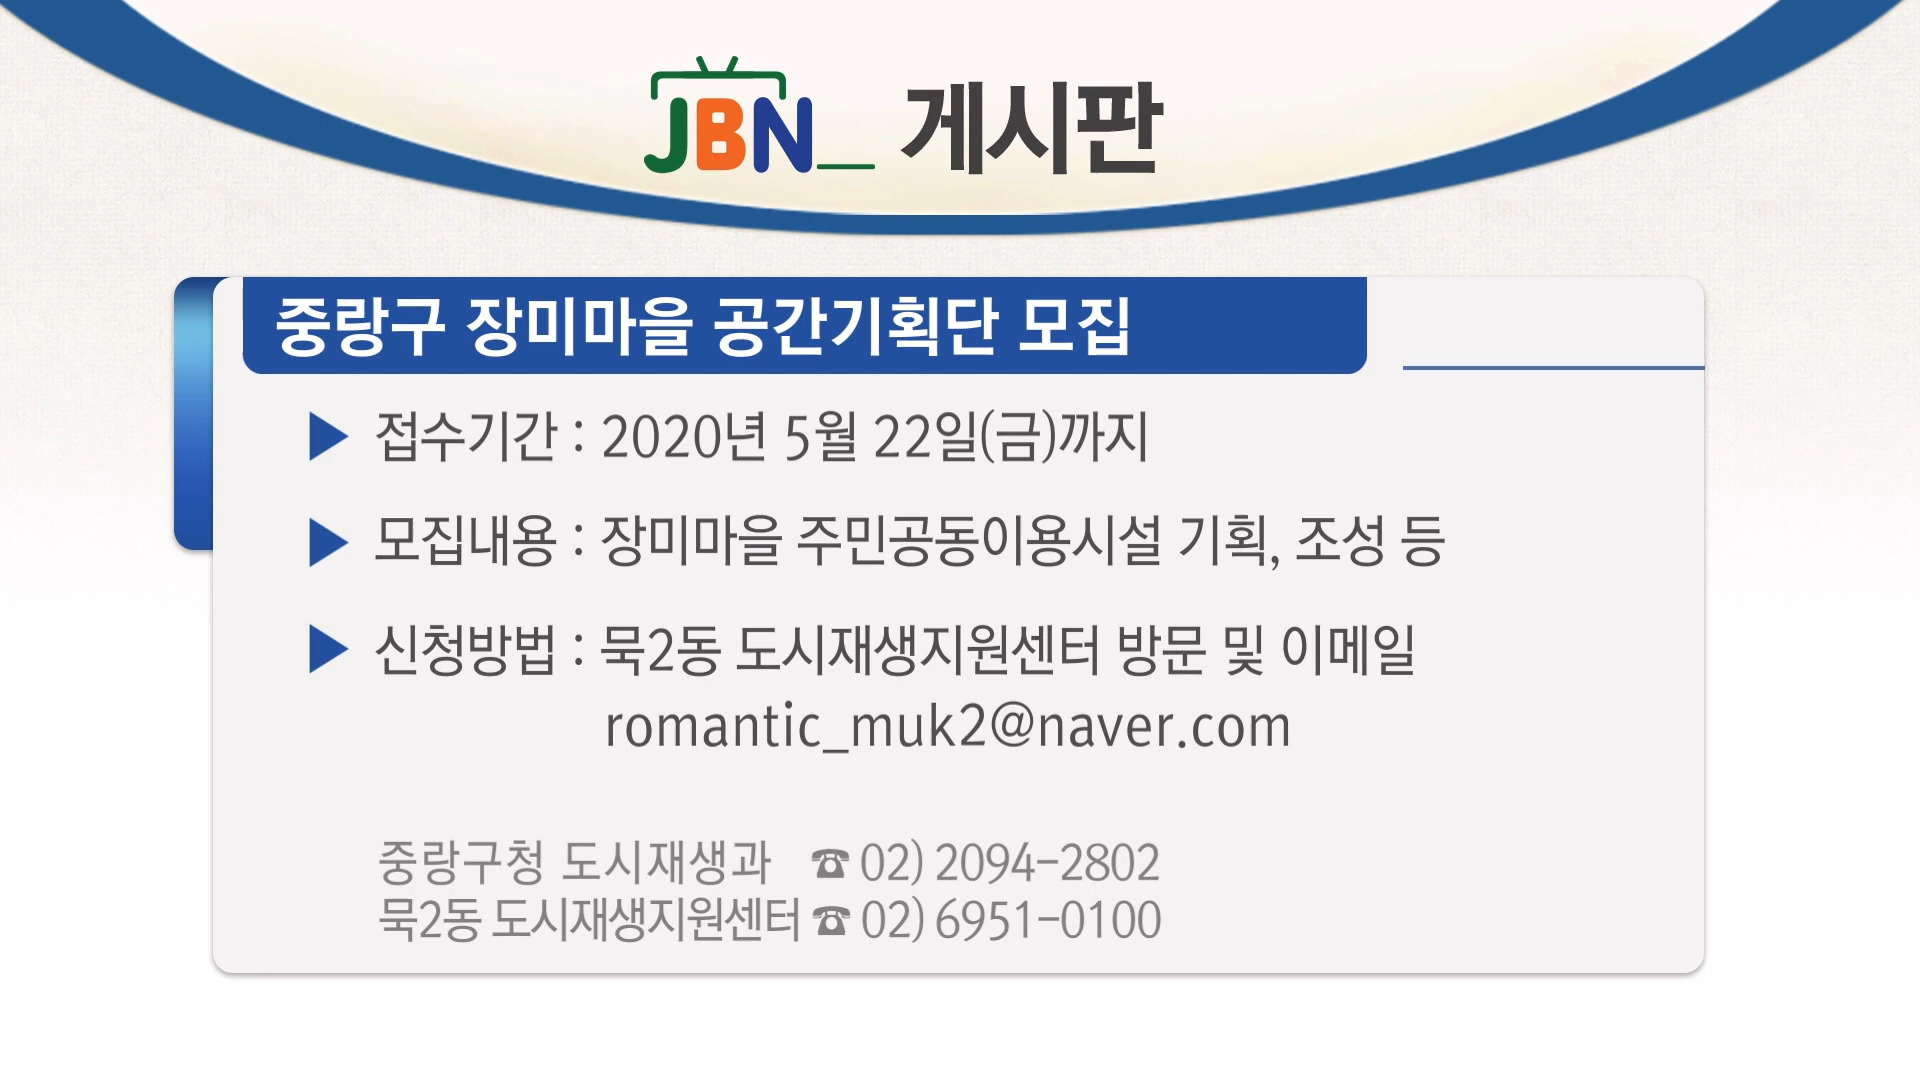 JBN_ 게시판
중랑구 장미마을 공간기획단 모집
▶ 접수기간 : 2020년 5월 22일(금)까지
▶ 모집내용 : 장미마을 주민공동이용시설 기획, 조성 등
▶ 신청방법 : 묵2동 도시재생지원센터 방문 및 이메일
romantic_muk2@naver.com
중랑구청 도시재생과 ☎ 02) 2094-2802
묵2동 도시재생지원센터 ☎ 02) 6951-0100